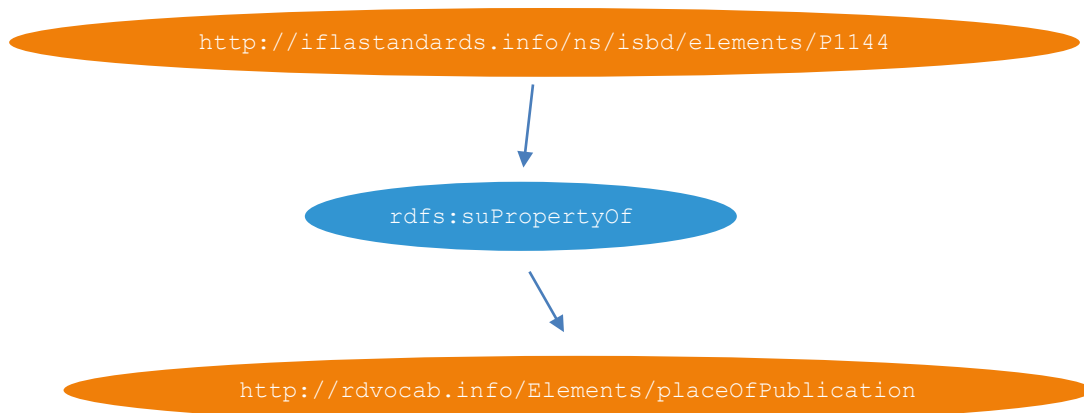 http://iflastandards.info/ns/isbd/elements/P1144
rdfs:suPropertyOf
http://rdvocab.info/Elements/placeOfPublication